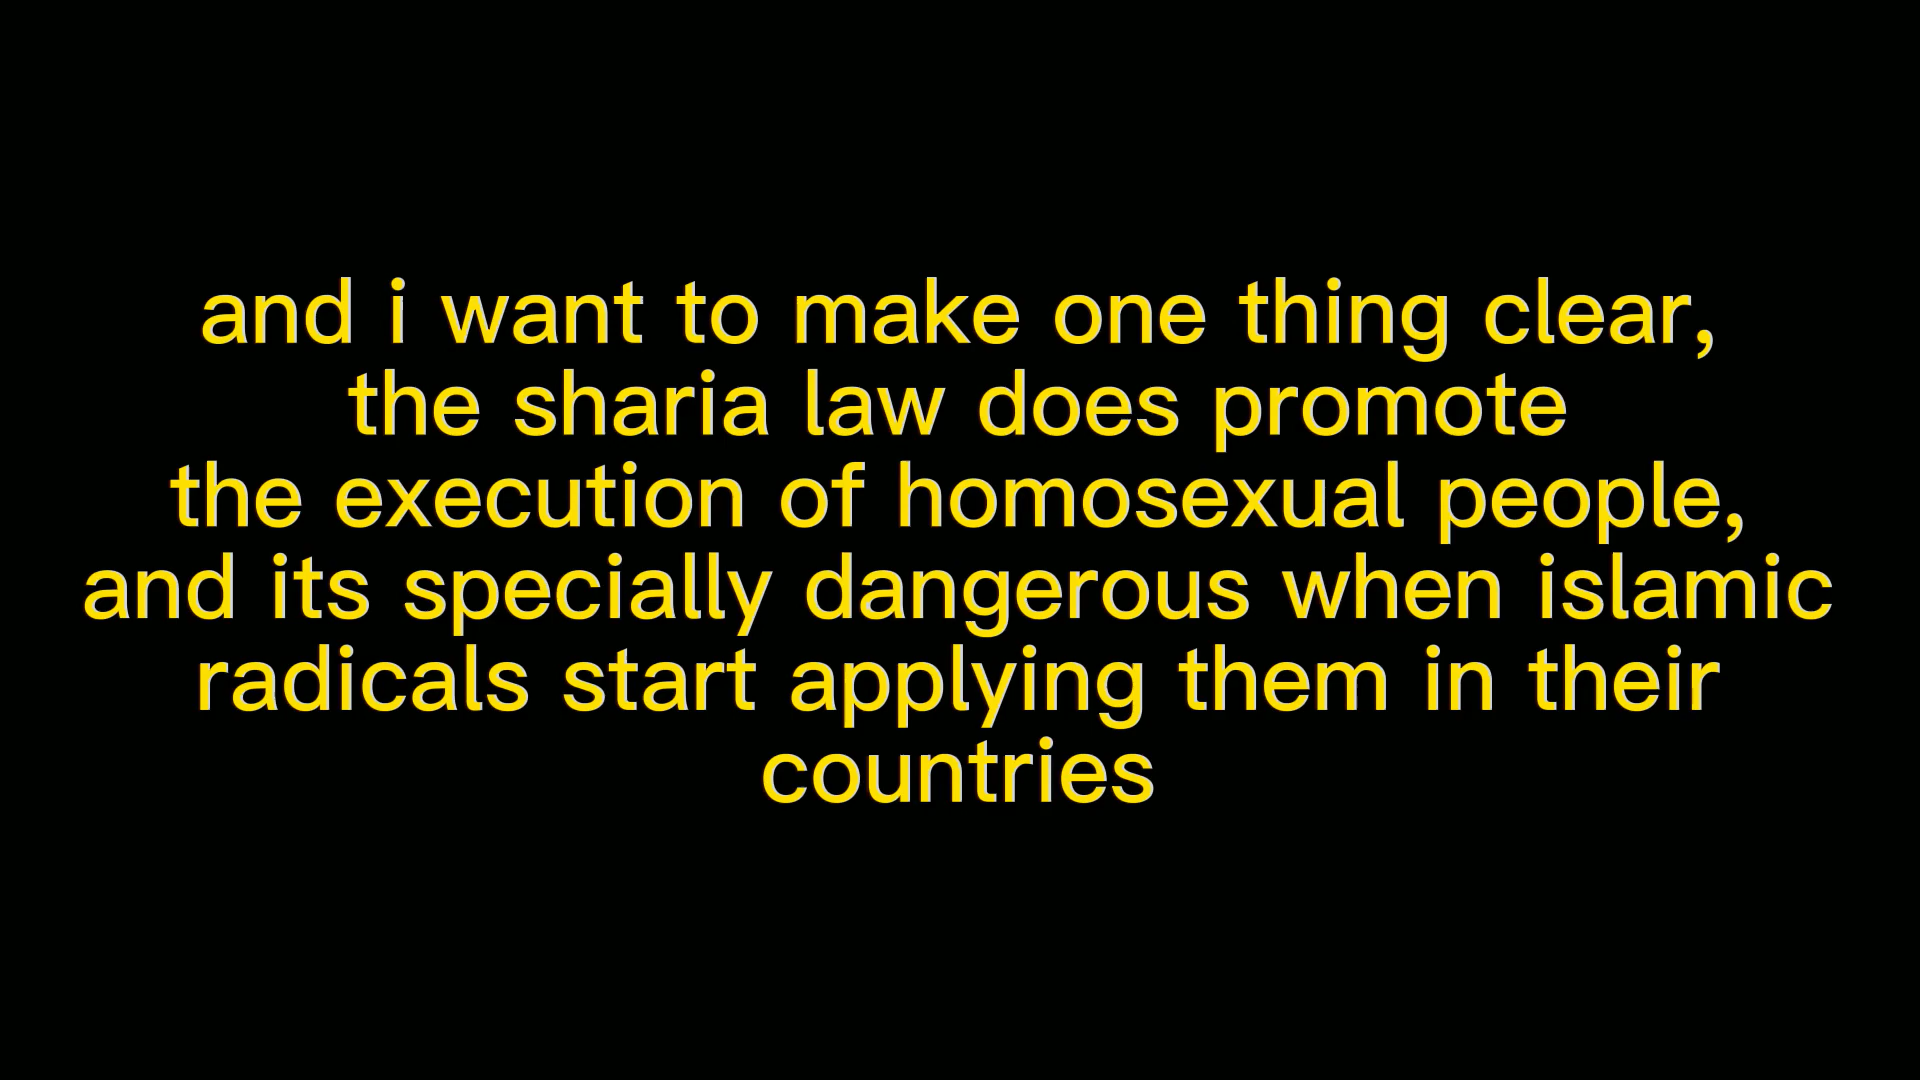 and i want to make one thing clear,
the sharia law does promote
the execution of homosexual people,
and its specially dangerous when islamic
radicals start applying them in their
countries